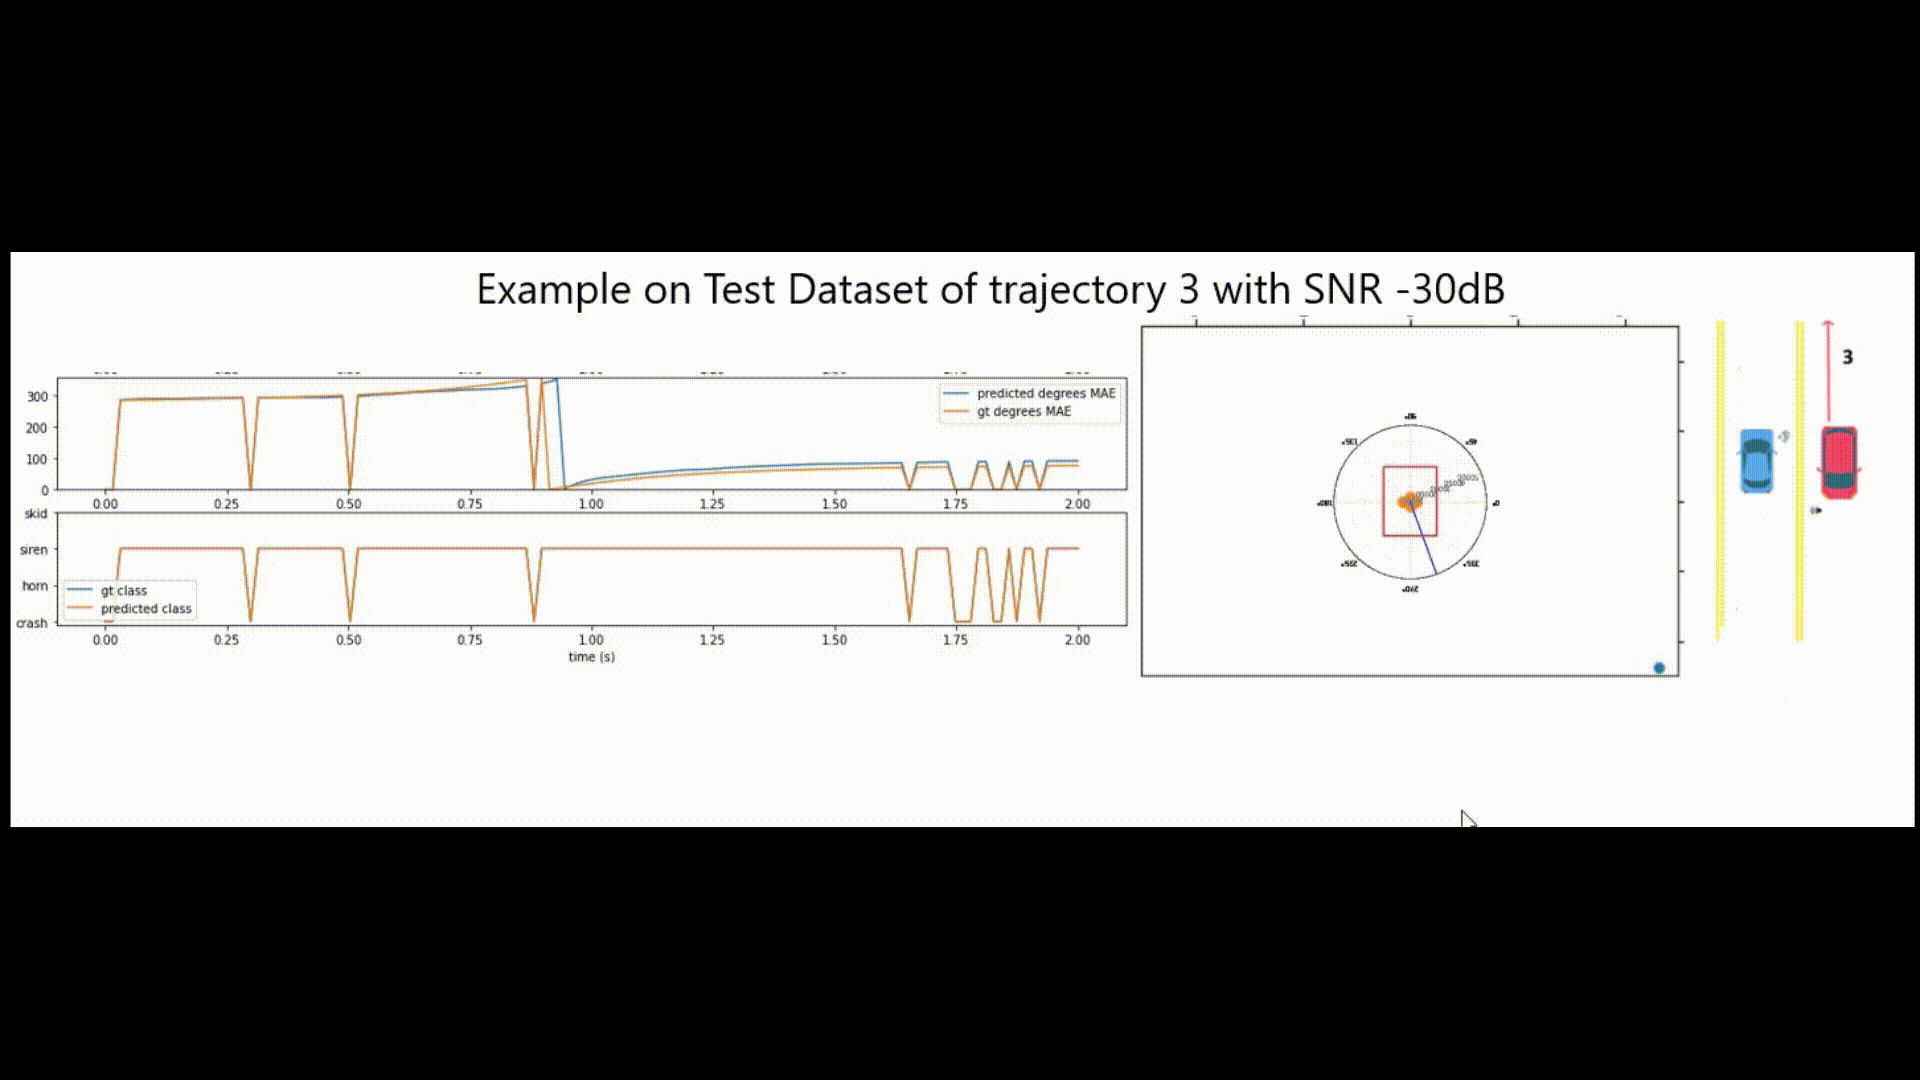 Example on Test Dataset of trajectory 3 with SNR -30dB
300
200
100
0
predicted degrees MAE
gt degrees MAE
0.00 0.25 0.50 0.75 1.00 1.25 1.50 1.75 2.00
skid
siren
horn
crash
gt class
predicted class
0.00 0.25 0.50 0.75 1.00 1.25 1.50 1.75 2.00
time (s)
3